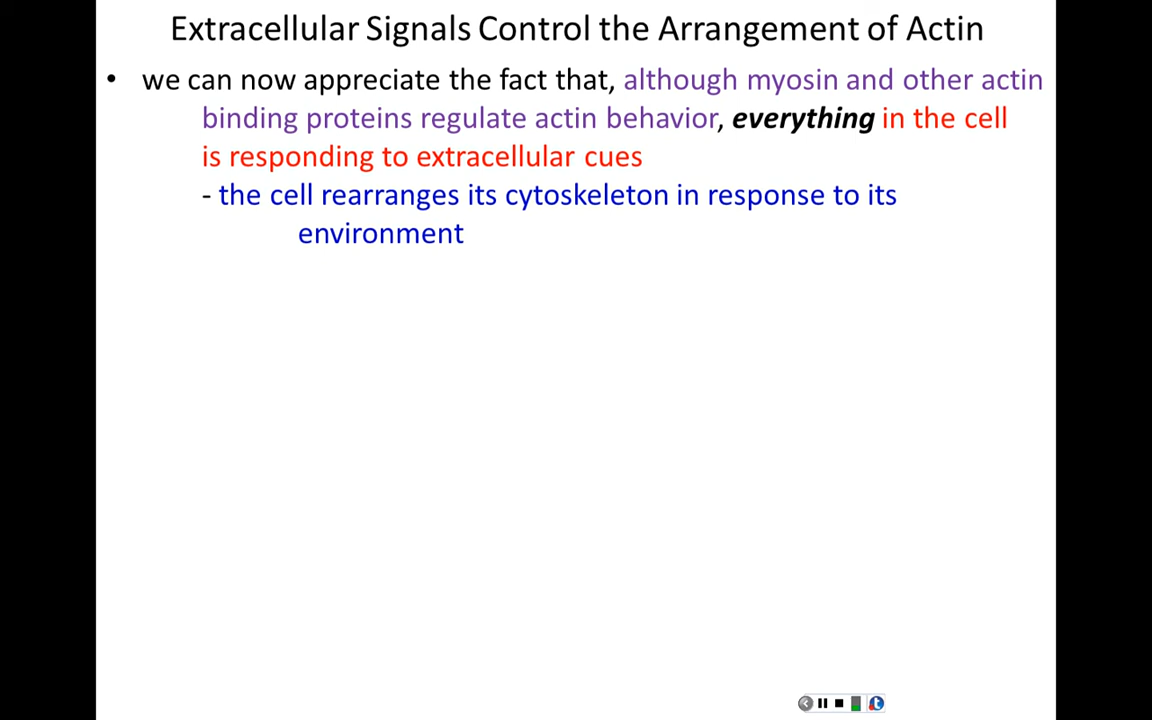 Extracellular Signals Control the Arrangement of Actin
• we can now appreciate the fact that, although myosin and other actin
binding proteins regulate actin behavior, everything in the cell
is responding to extracellular cues
- the cell rearranges its cytoskeleton in response to its
environment